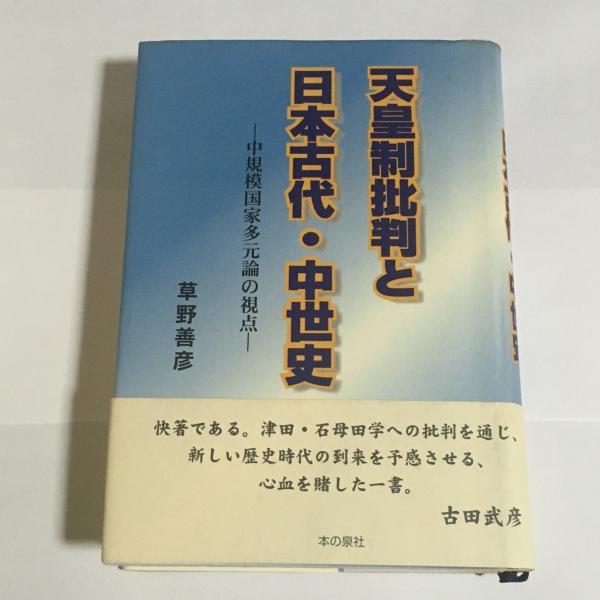 天皇制批判と
日本古代・中世史
―中規模国家多元論の視点―
草野善彦
快著である。津田・石母田学への批判を通じ、
新しい歴史時代の到来を予感させる、
心血を賭した一書。
古田武彦
本の泉社